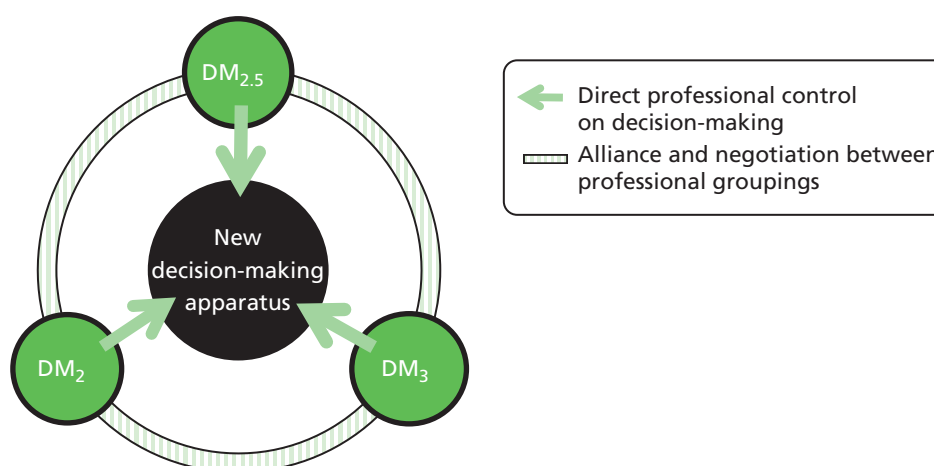 DM2.5
New
decision-making
apparatus
DM2
DM3
Direct professional control
on decision-making
Alliance and negotiation between
professional groupings